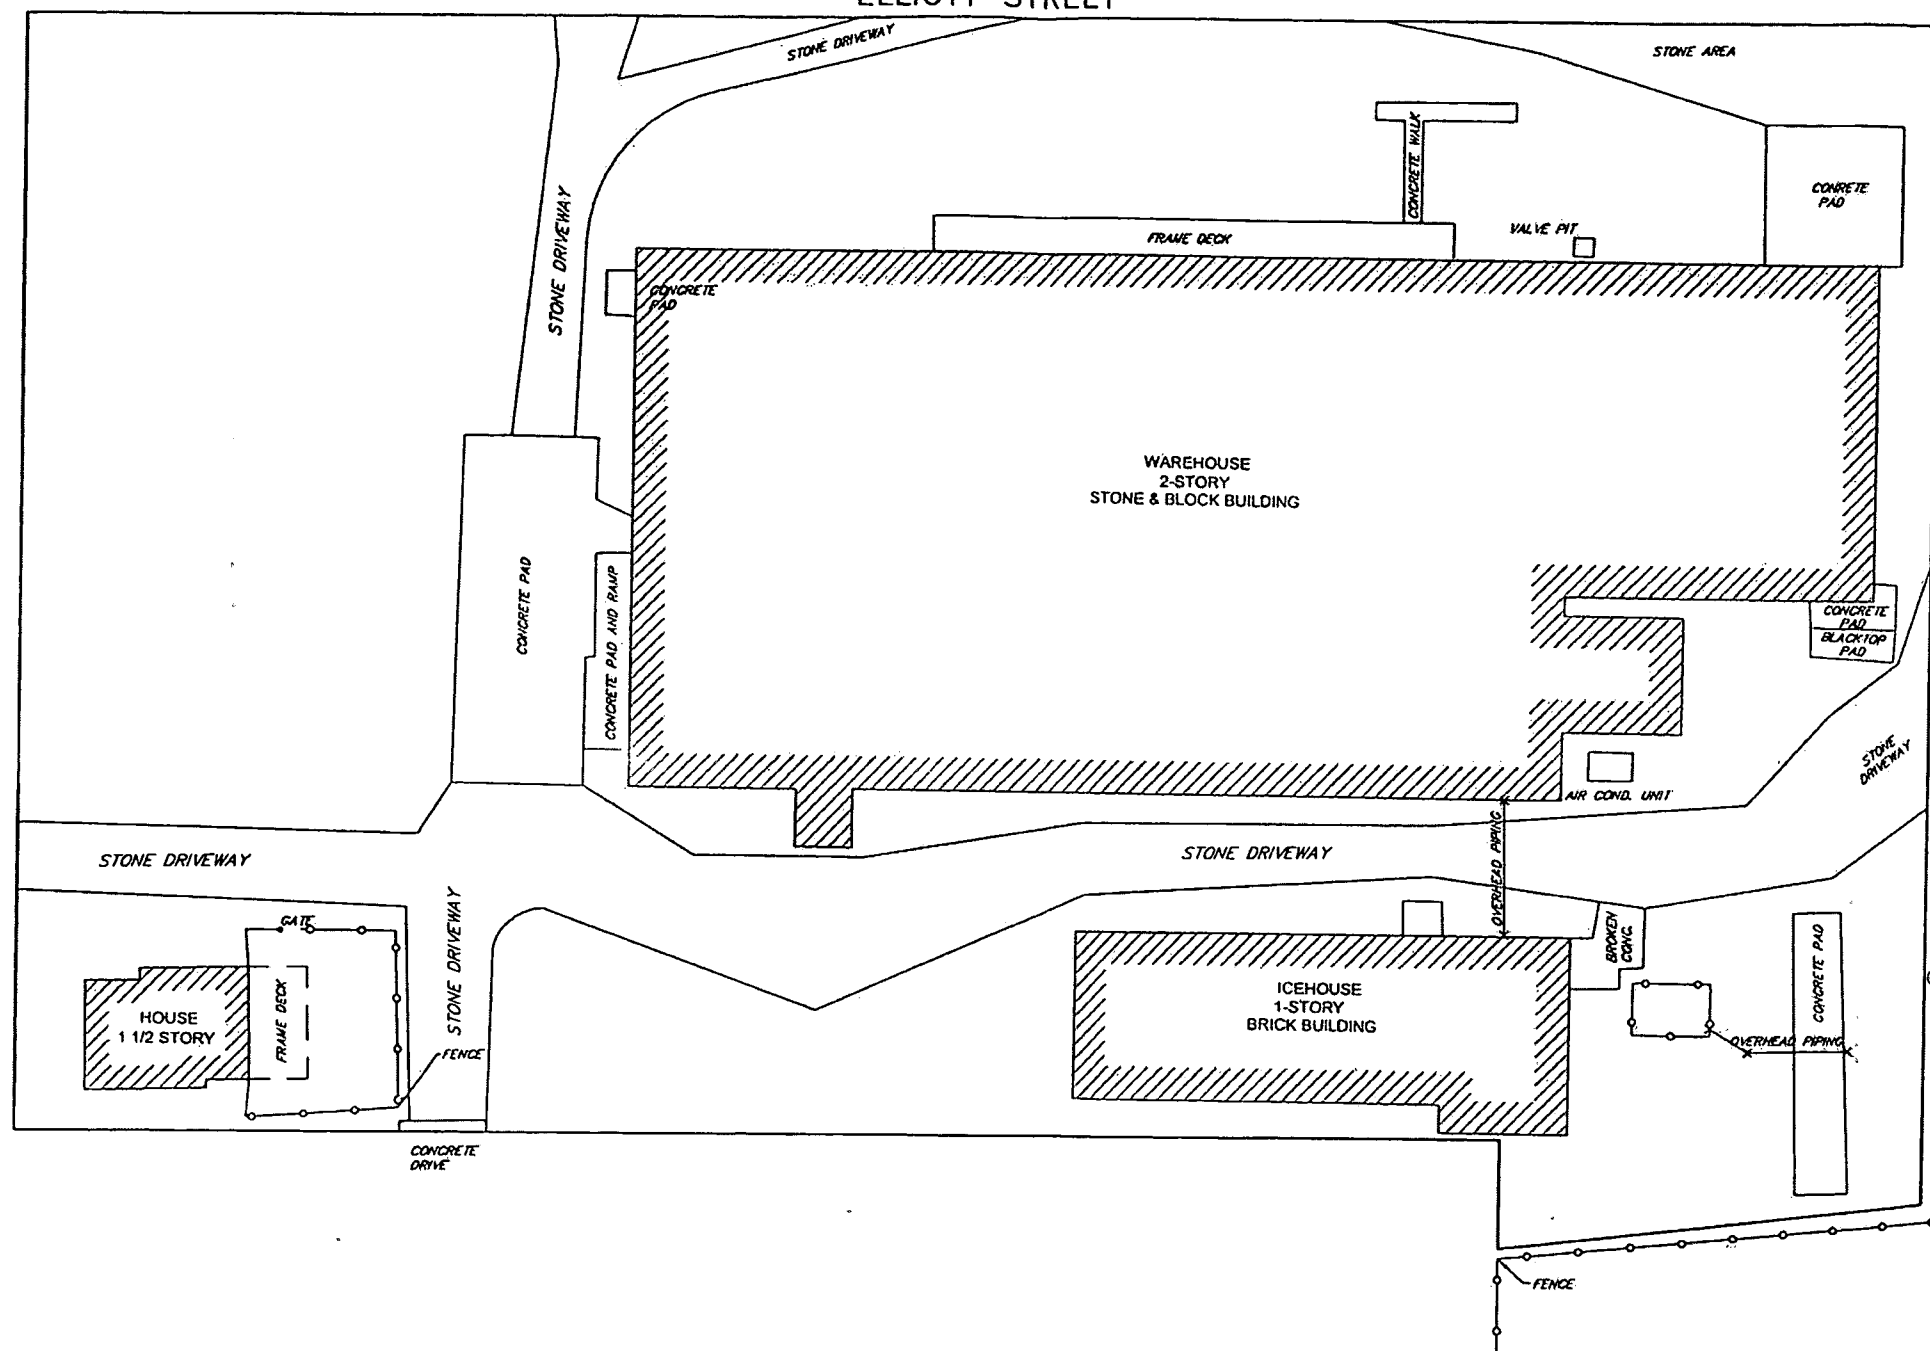 ELLIOTT STREET
STONE DRIVEWAY
STONE AREA
CONCRETE WALK
CONRETE
PAD
STONE DRIVEWAY
FRAME DECK
VALVE PIT
CONCRETE
PAD
WAREHOUSE
2-STORY
STONE & BLOCK BUILDING
CONCRETE PAD
CONCRETE PAD AND RAMP
CONCRETE
PAD
BLACKTOP
PAD
STONE
DRIVEWAY
AIR COND. UNIT
OVERHEAD PIPING
STONE DRIVEWAY
STONE DRIVEWAY
STONE DRIVEWAY
GATE
BROKEN
CONC.
CONCRETE PAD
HOUSE
1 1/2 STORY
FRAME DECK
ICEHOUSE
1-STORY
BRICK BUILDING
FENCE
OVERHEAD PIPING
CONCRETE
DRIVE
FENCE